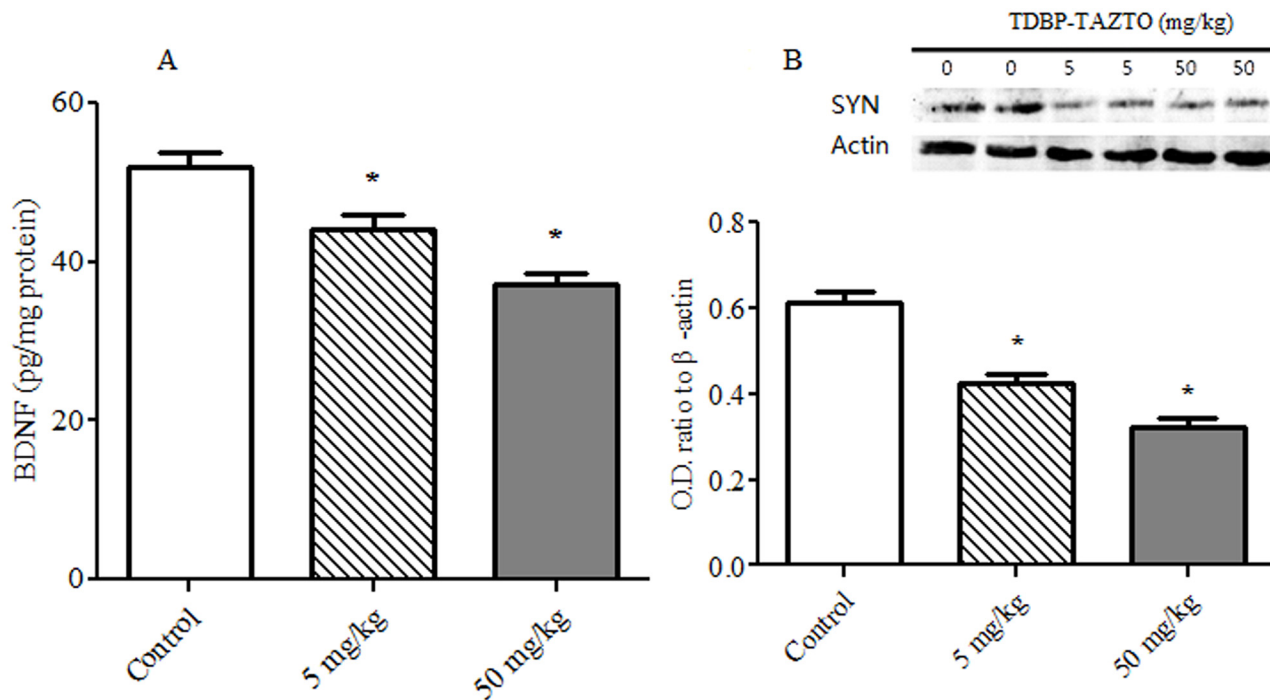 A
60
40
20
0
BDNF (pg/mg protein)
*
*
Control
5 mg/kg
50 mg/kg
B
TDBP-TAZTO (mg/kg)
0 0 5 5 50 50
SYN
Actin
0.8
0.6
0.4
0.2
0.0
O.D. ratio to β -actin
*
*
Control
5 mg/kg
50 mg/kg